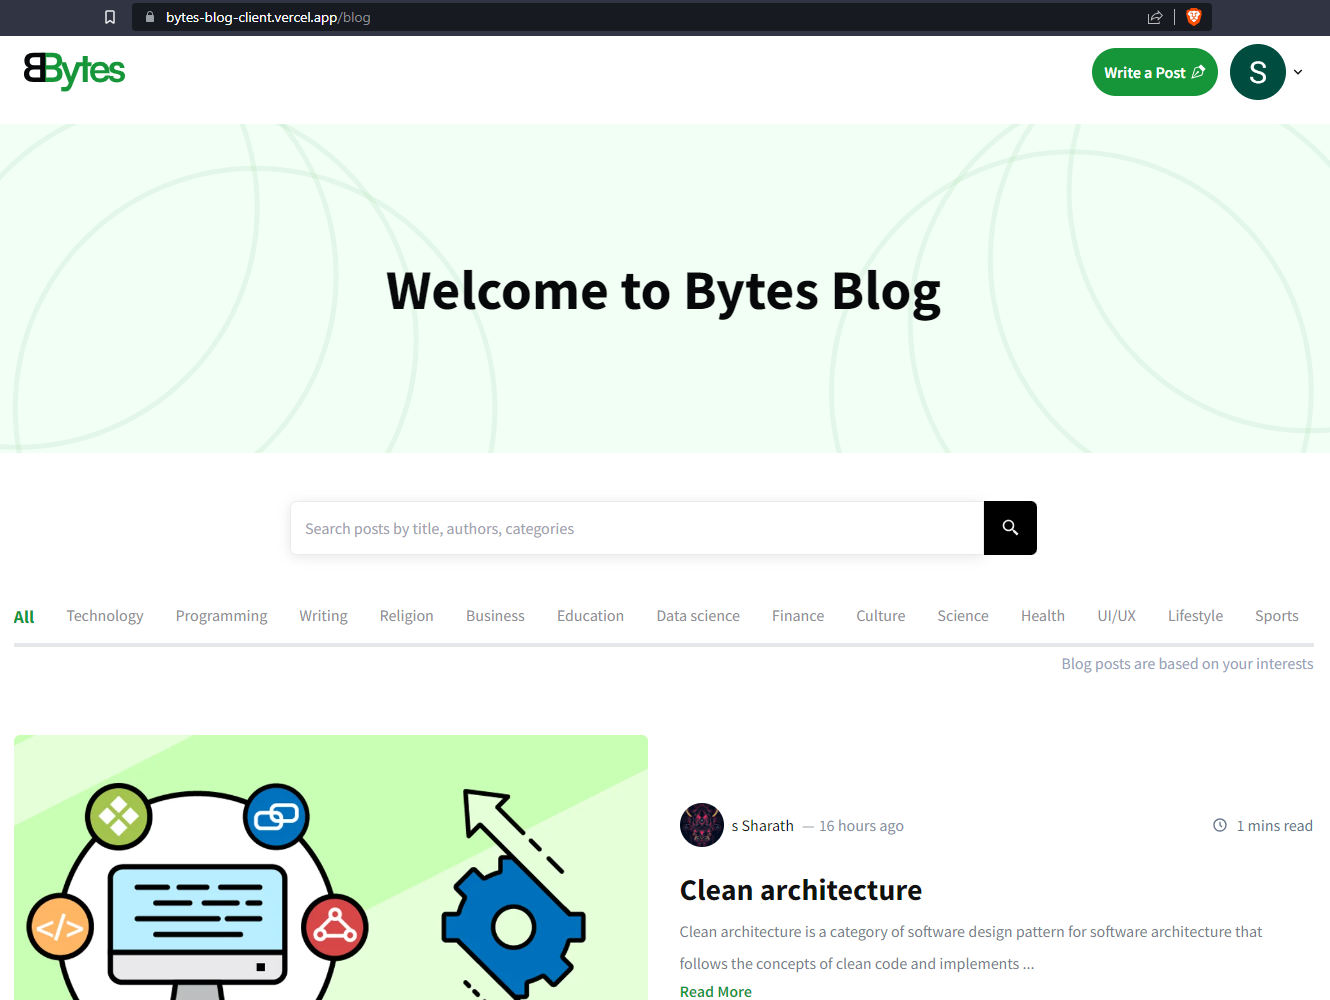 bytes-blog-client.vercel.app/blog
BBytes
Write a Post
S
Welcome to Bytes Blog
Search posts by title, authors, categories
All Technology Programming Writing Religion Business Education Data science Finance Culture Science Health UI/UX Lifestyle Sports
Blog posts are based on your interests
</>
s Sharath — 16 hours ago 1 mins read
Clean architecture
Clean architecture is a category of software design pattern for software architecture that
follows the concepts of clean code and implements ...
Read More